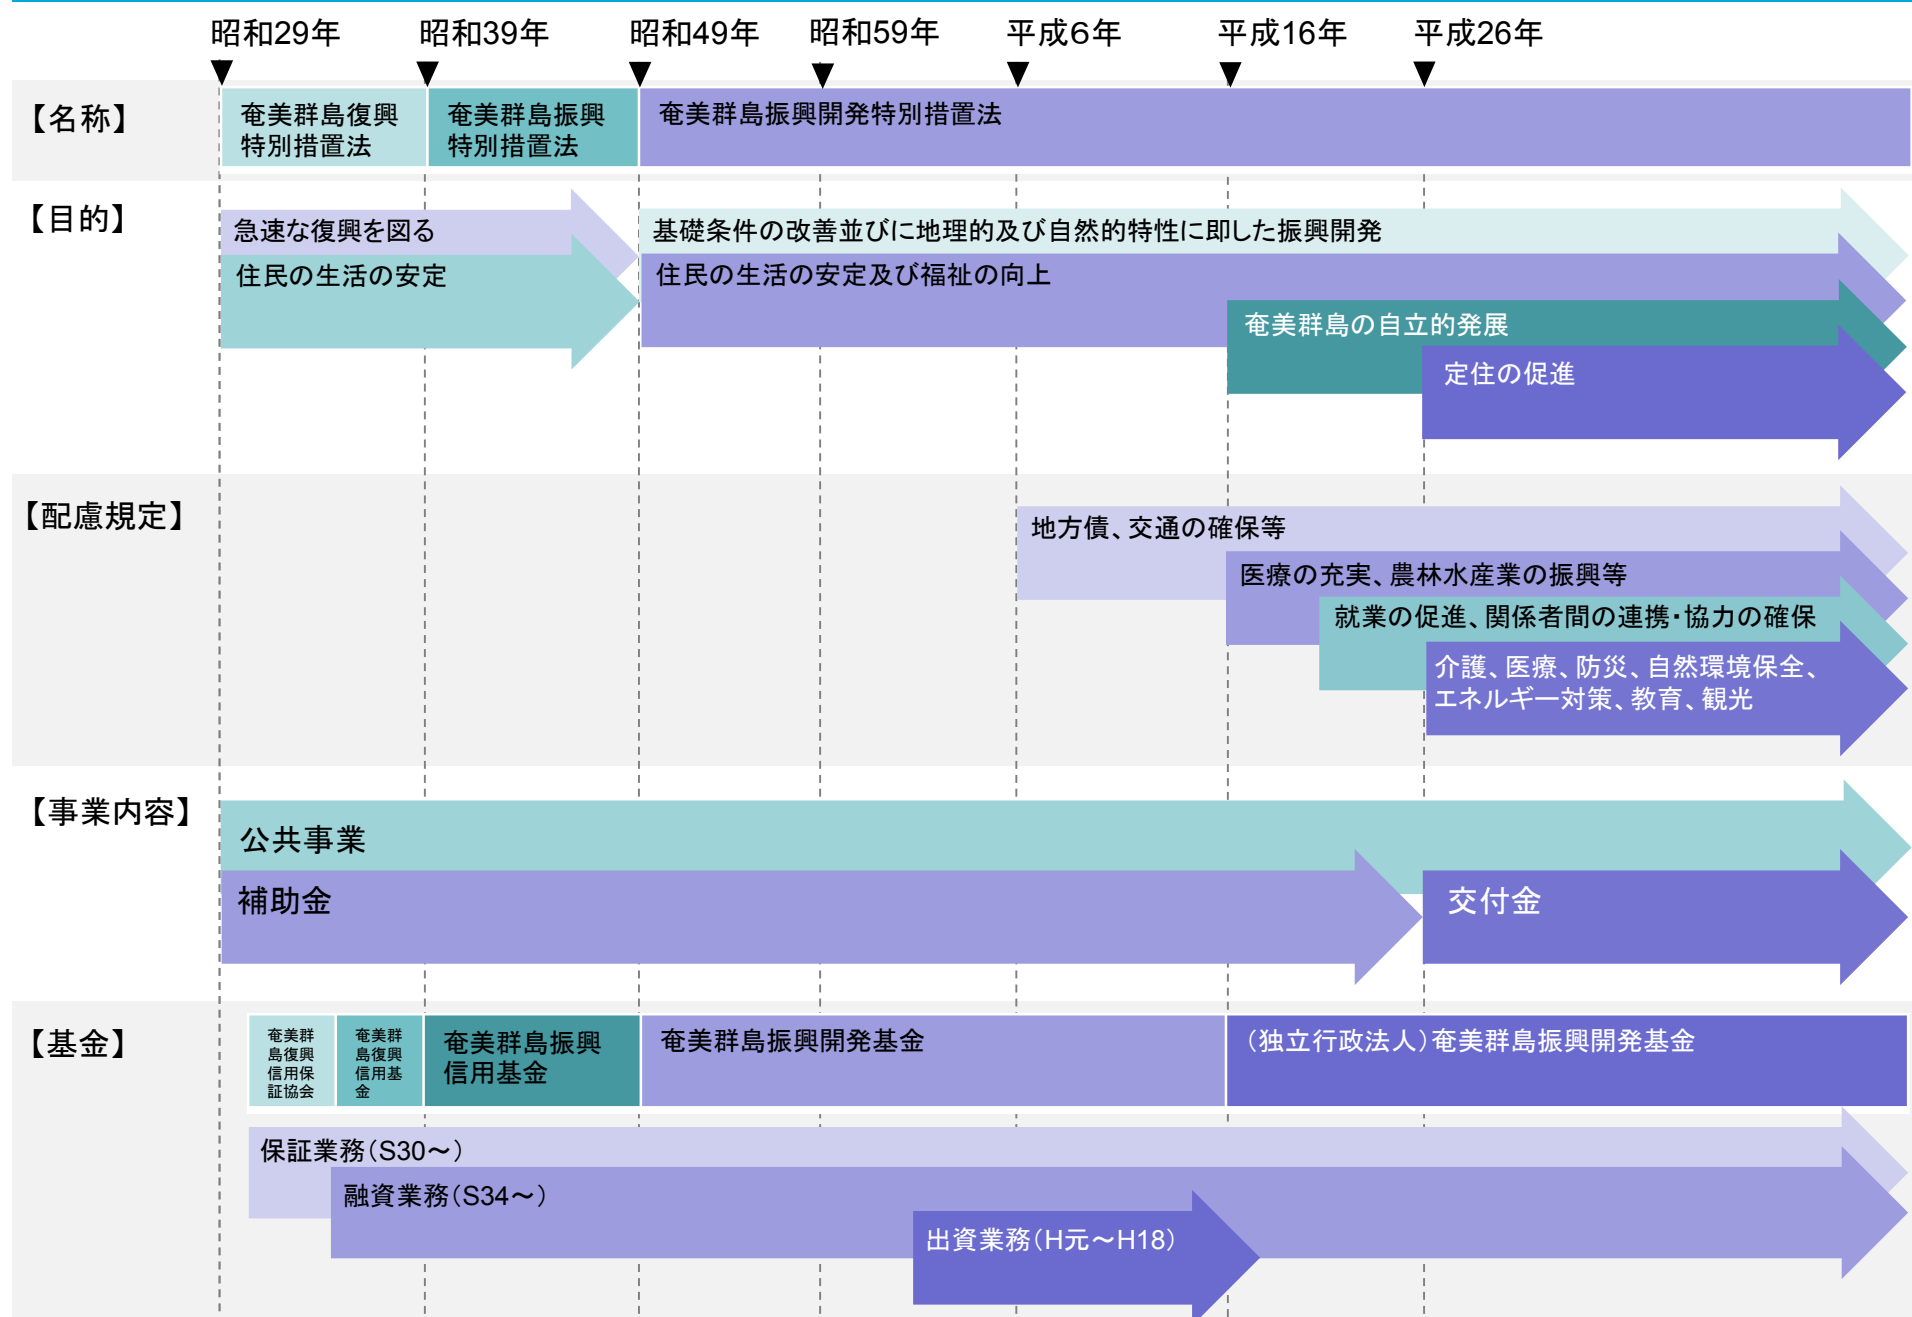 昭和29年 昭和39年 昭和49年 昭和59年 平成6年 平成16年 平成26年
【名称】
奄美群島復興
特別措置法
奄美群島振興
特別措置法
奄美群島振興開発特別措置法
【目的】
急速な復興を図る
住民の生活の安定
基礎条件の改善並びに地理的及び自然的特性に即した振興開発
住民の生活の安定及び福祉の向上
奄美群島の自立的発展
定住の促進
【配慮規定】
地方債、交通の確保等
医療の充実、農林水産業の振興等
就業の促進、関係者間の連携・協力の確保
介護、医療、防災、自然環境保全、
エネルギー対策、教育、観光
【事業内容】
公共事業
補助金
交付金
【基金】
奄美群
島復興
信用保
証協会
奄美群
島復興
信用基
金
奄美群島振興
信用基金
奄美群島振興開発基金
（独立行政法人）奄美群島振興開発基金
保証業務（S30～）
融資業務（S34～）
出資業務（H元～H18）